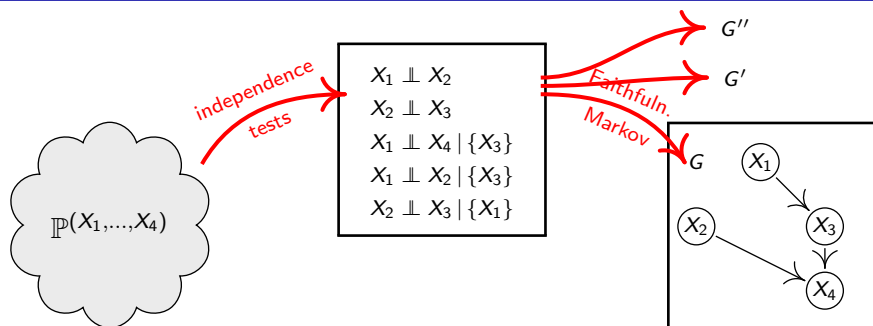 ℙ^(X₁,...,X₄)
independence
tests
X₁ ⫫ X₂
X₂ ⫫ X₃
X₁ ⫫ X₄ | {X₃}
X₁ ⫫ X₂ | {X₃}
X₂ ⫫ X₃ | {X₁}
Faithfuln.
Markov
G′′
G′
G
X₁
X₂
X₃
X₄